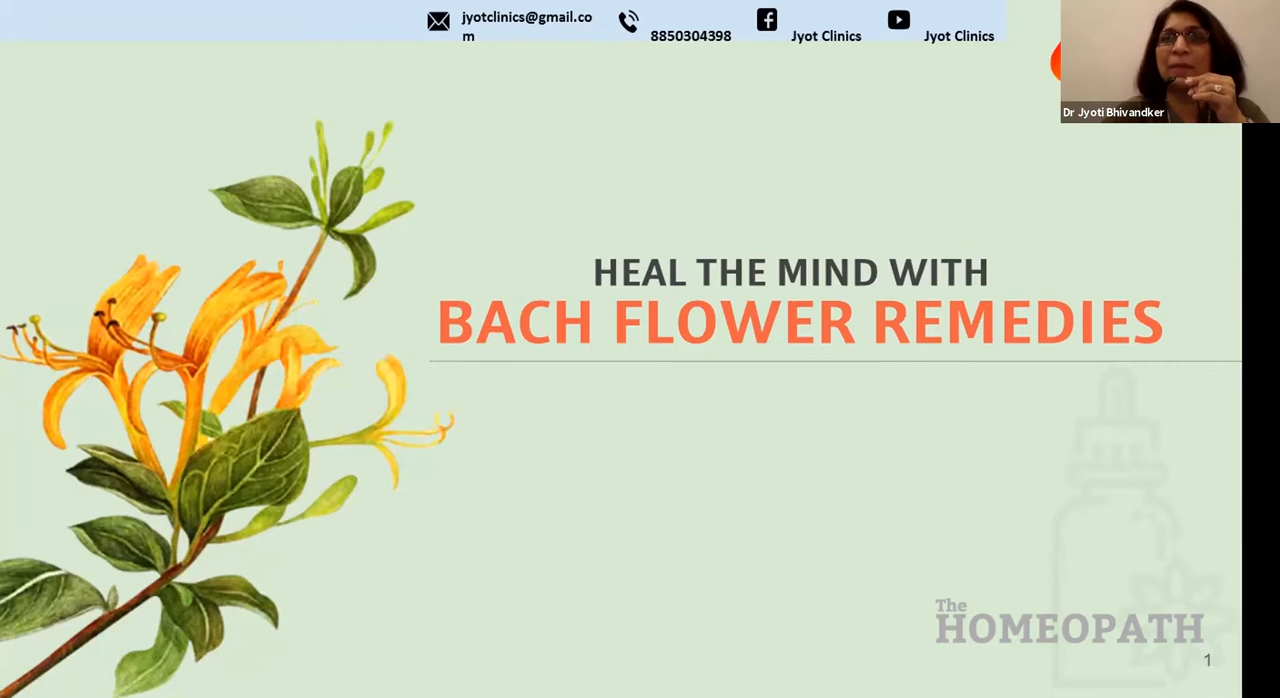 jyotclinics@gmail.co
m
8850304398
Jyot Clinics
Jyot Clinics
Dr Jyoti Bhivandker
HEAL THE MIND WITH
BACH FLOWER REMEDIES
The
HOMEOPATH
1